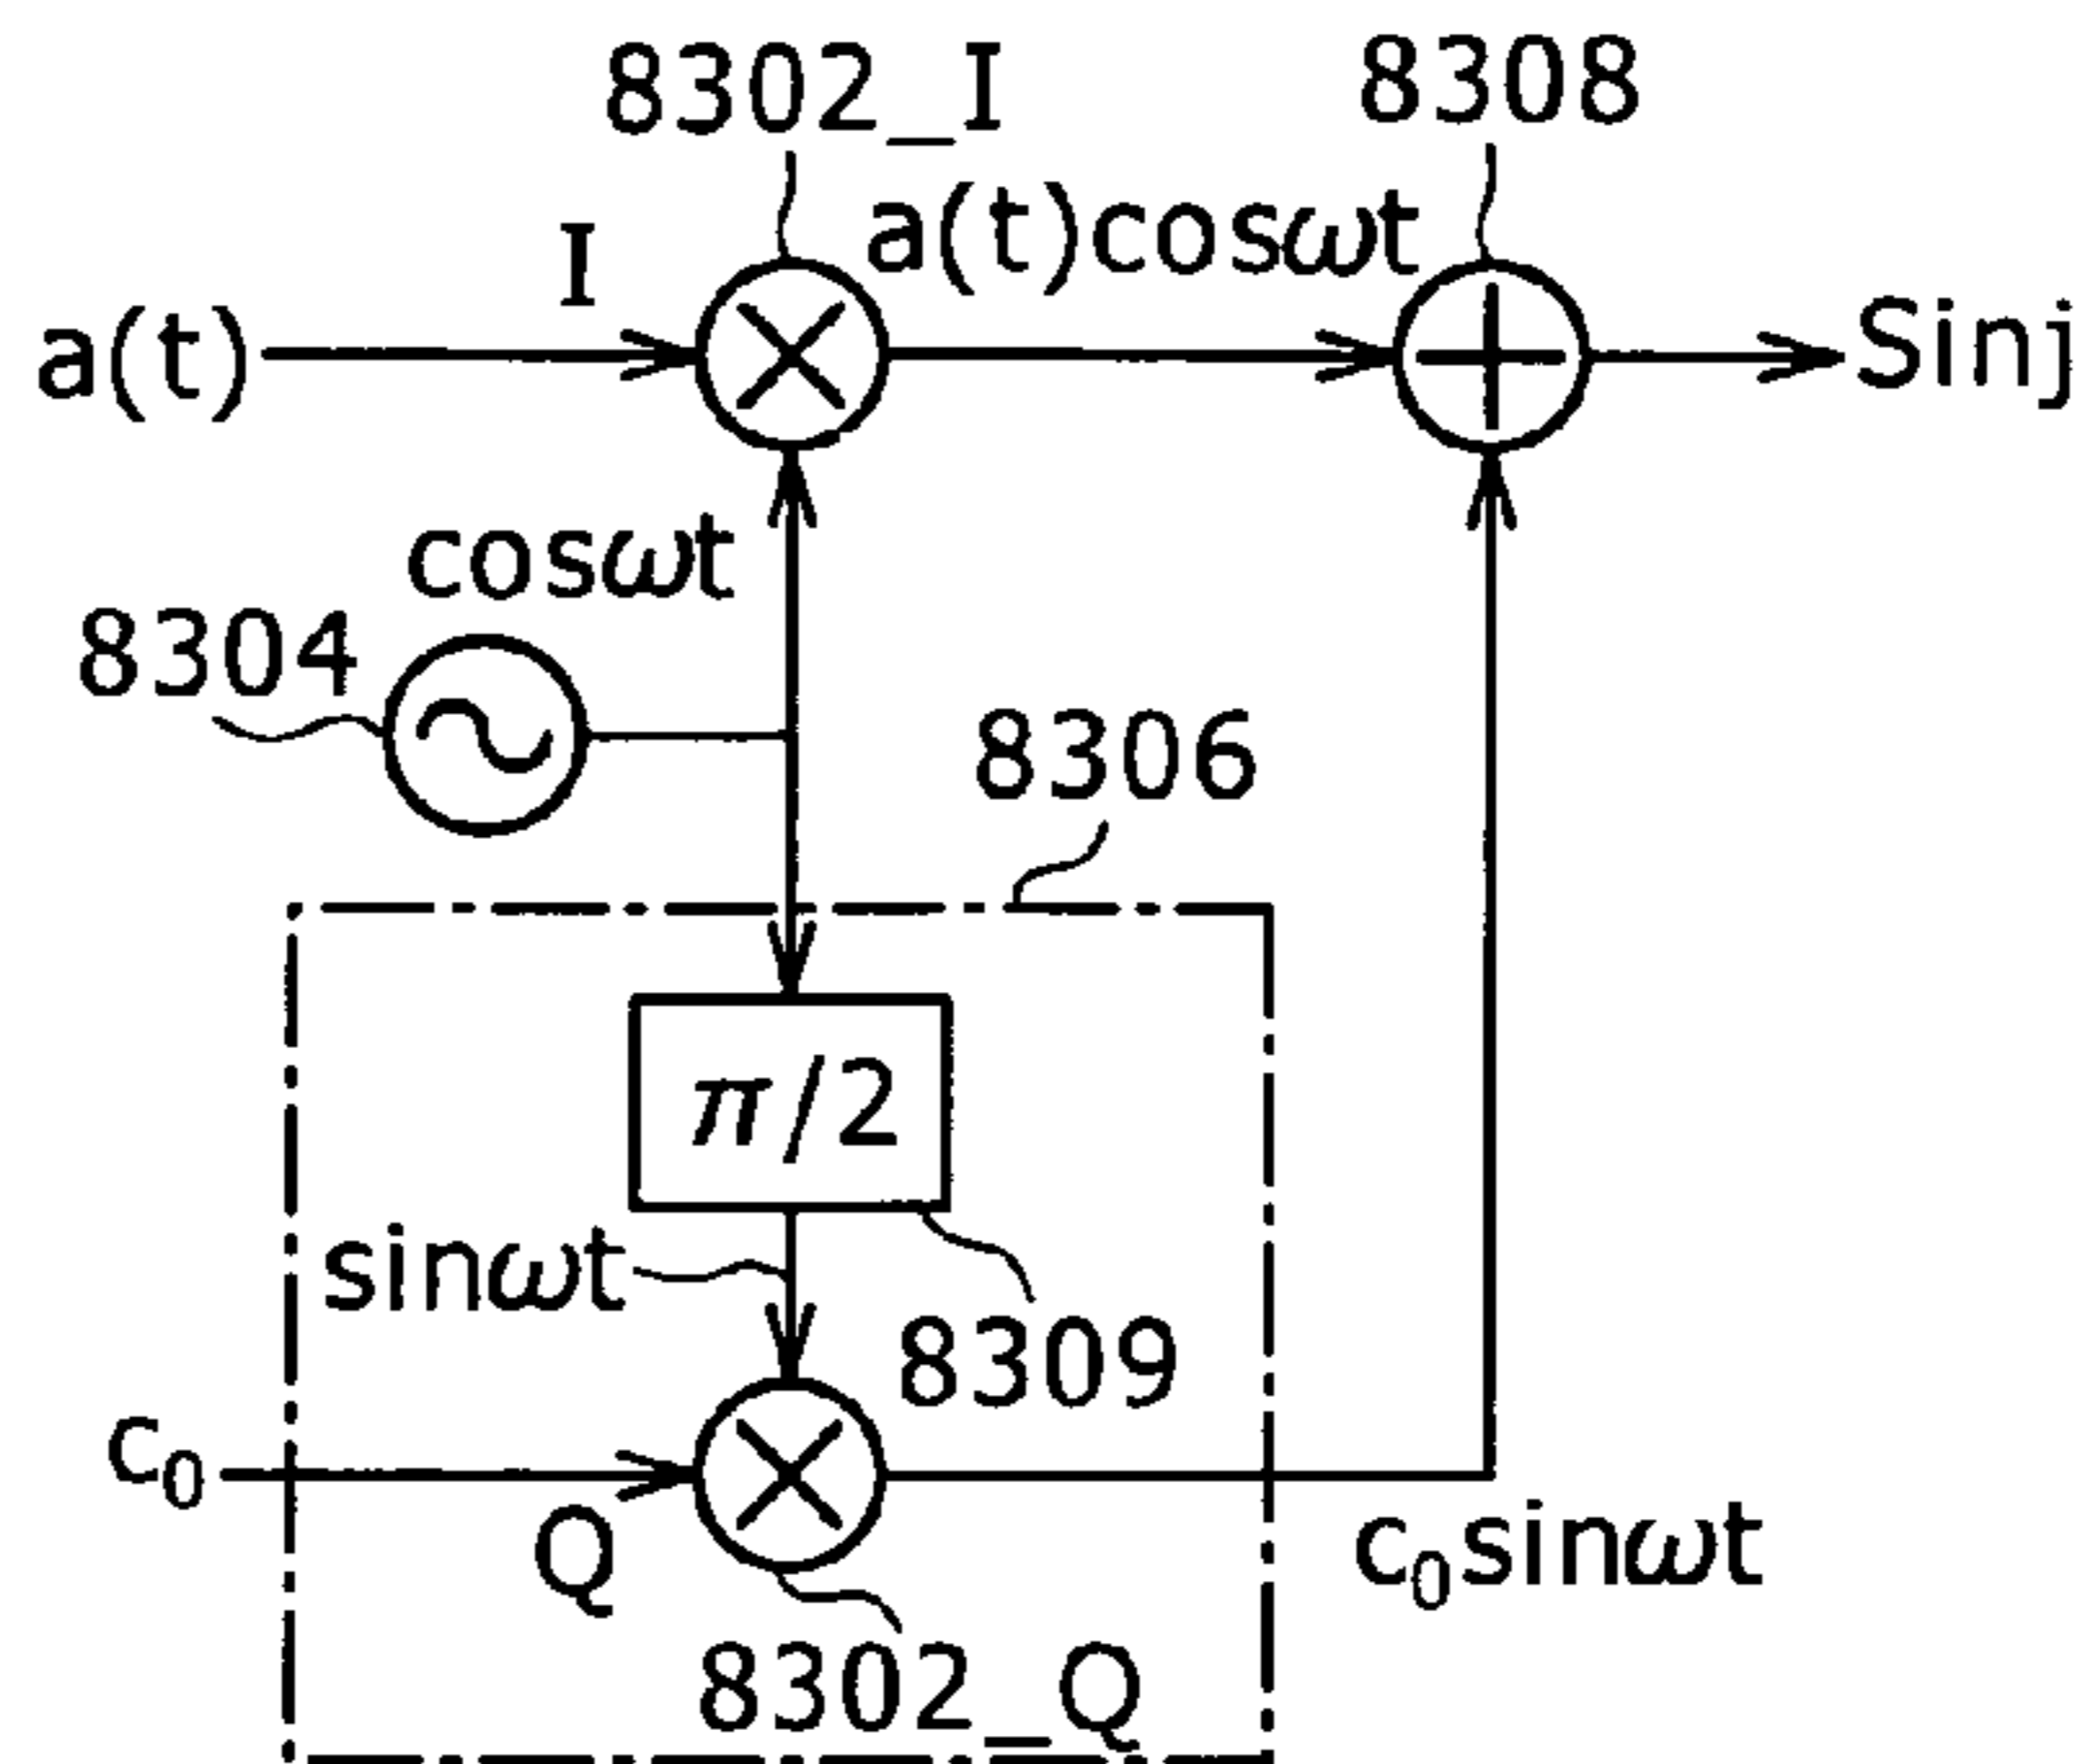 8302_I
8308
I
a(t)cosωt
a(t)
Sinj
cosωt
8304
8306
π/2
sinωt
8309
c₀
Q
c₀sinωt
8302_Q